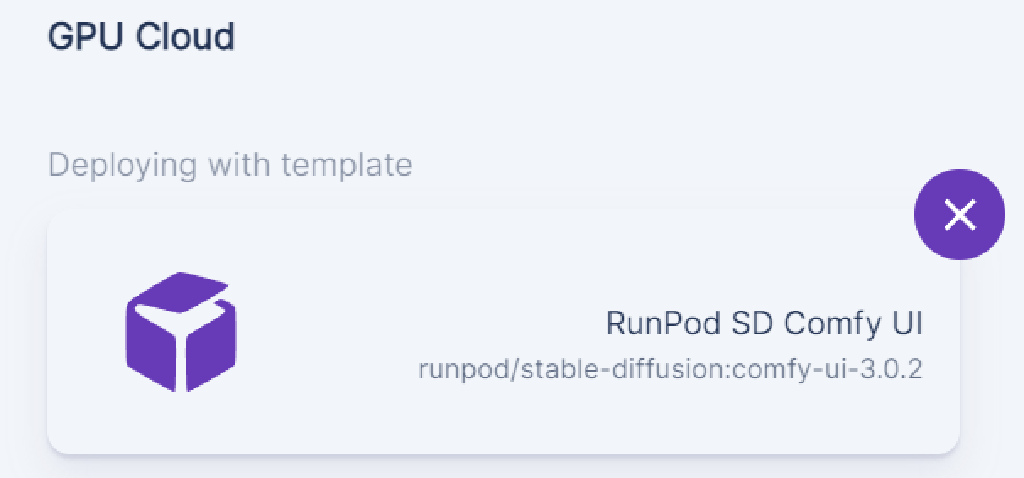 GPU Cloud
Deploying with template
RunPod SD Comfy UI
runpod/stable-diffusion:comfy-ui-3.0.2